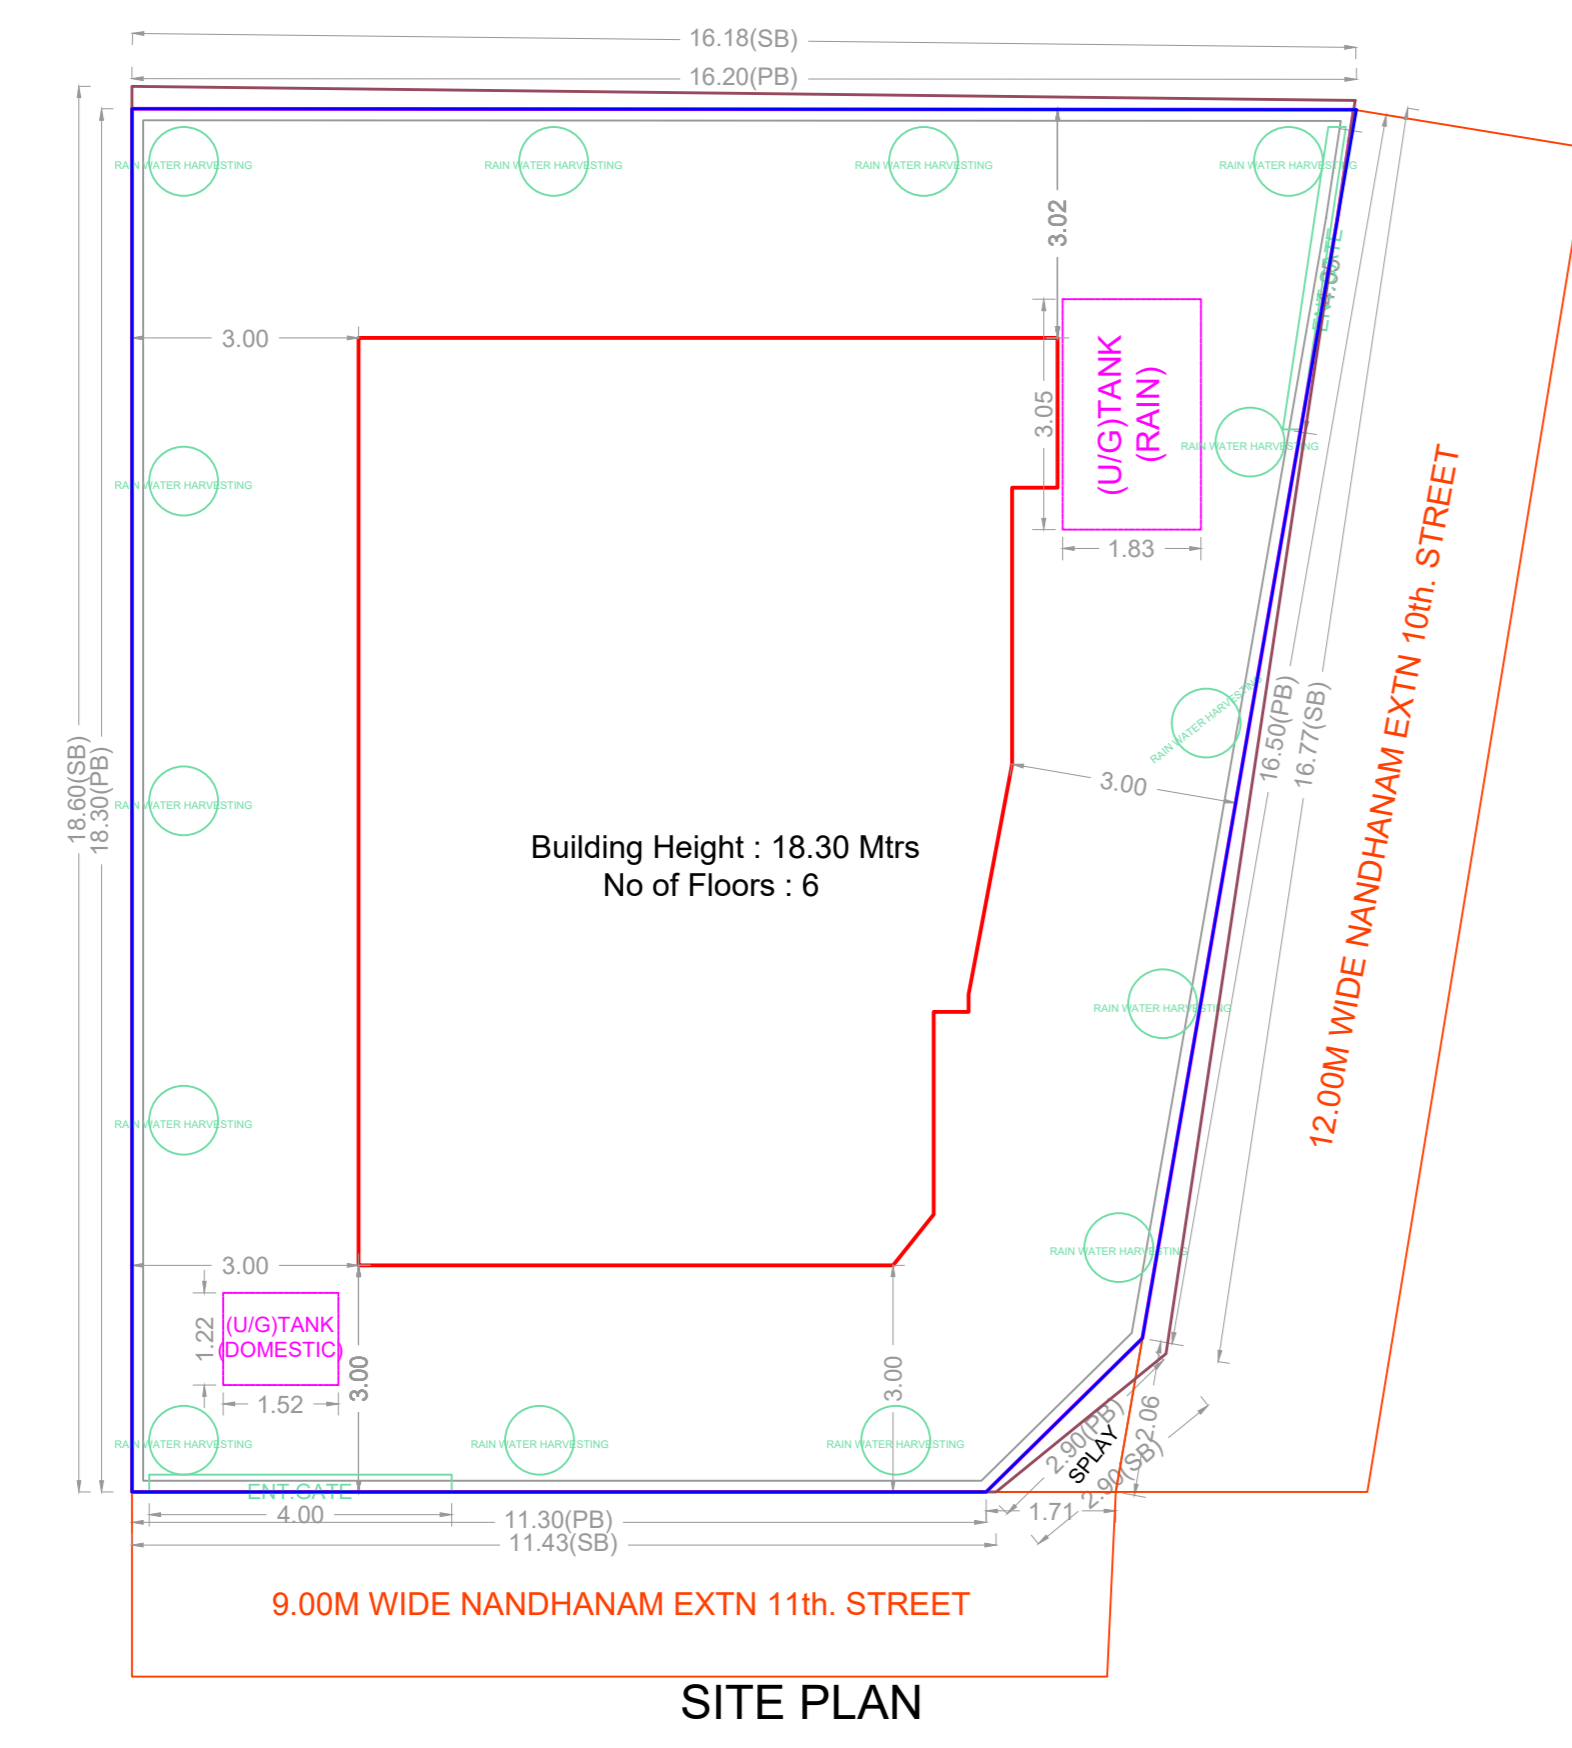 16.18(SB)
16.20(PB)
RAIN WATER HARVESTING
RAIN WATER HARVESTING
RAIN WATER HARVESTING
RAIN WATER HARVESTING
3.02
3.00
3.05
(U/G)TANK
(RAIN)
1.83
RAIN WATER HARVESTING
RAIN WATER HARVESTING
RAIN WATER HARVESTING
12.00M WIDE NANDHANAM EXTN 10th. STREET
16.50(PB)
16.77(SB)
3.00
18.60(SB)
18.30(PB)
RAIN WATER HARVESTING
Building Height : 18.30 Mtrs
No of Floors : 6
RAIN WATER HARVESTING
RAIN WATER HARVESTING
RAIN WATER HARVESTING
3.00
1.22
(U/G)TANK
(DOMESTIC)
1.52
3.00
3.00
2.90(PB)
SPLAY
2.90(SB)
2.06
RAIN WATER HARVESTING
RAIN WATER HARVESTING
RAIN WATER HARVESTING
ENT.GATE
4.00
11.30(PB)
1.71
11.43(SB)
9.00M WIDE NANDHANAM EXTN 11th. STREET
SITE PLAN